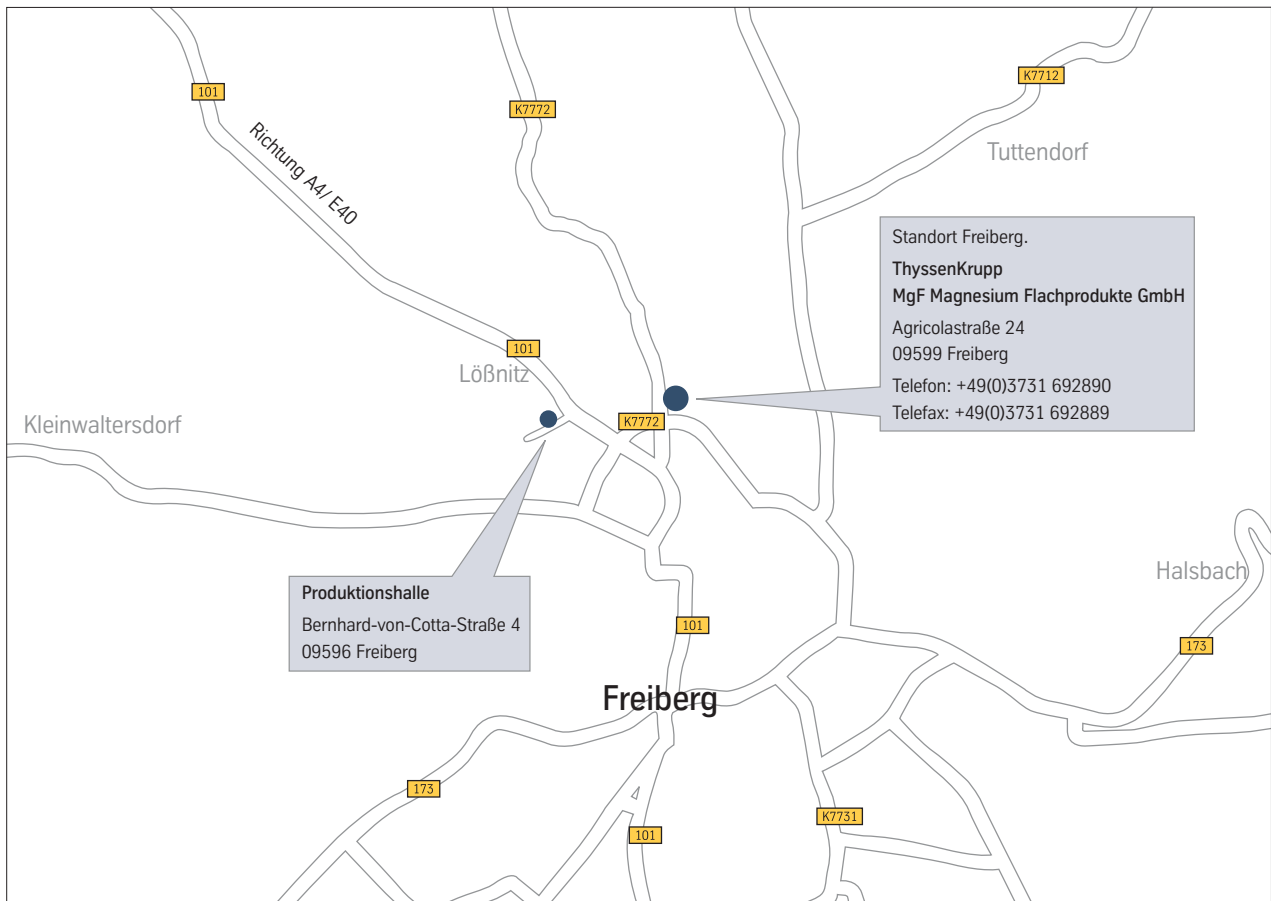 101
K7772
K7712
Richtung A4/ E40
Tuttendorf
Standort Freiberg.
ThyssenKrupp
MgF Magnesium Flachprodukte GmbH
Agricolastraße 24
09599 Freiberg
Telefon: +49(0)3731 692890
Telefax: +49(0)3731 692889
101
Lößnitz
K7772
Kleinwaltersdorf
Halsbach
Produktionshalle
Bernhard-von-Cotta-Straße 4
09596 Freiberg
101
173
Freiberg
173
K7731
101